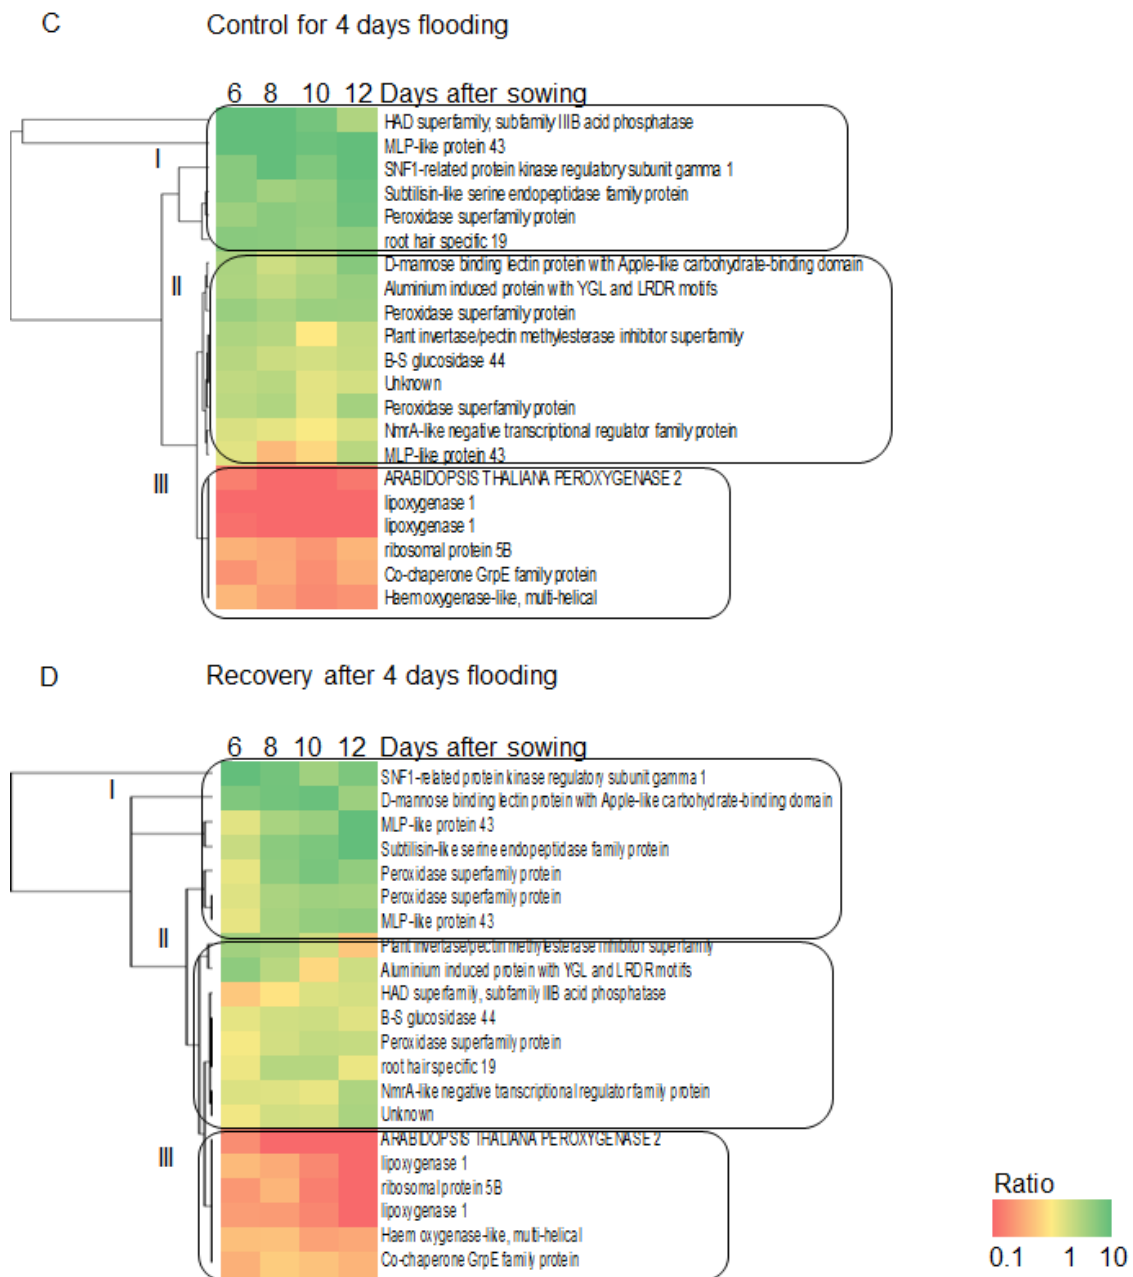 C Control for 4 days flooding
6 8 10 12 Days after sowing
HAD superfamily, subfamily IIIB acid phosphatase
MLP-like protein 43
I
SNF1-related protein kinase regulatory subunit gamma 1
Subtilisin-like serine endopeptidase family protein
Peroxidase superfamily protein
root hair specific 19
D-mannose binding lectin protein with Apple-like carbohydrate-binding domain
II
Aluminium induced protein with YGL and LRDR motifs
Peroxidase superfamily protein
Plant invertase/pectin methylesterase inhibitor superfamily
B-S glucosidase 44
Unknown
Peroxidase superfamily protein
NmrA-like negative transcriptional regulator family protein
MLP-like protein 43
III
ARABIDOPSIS THALIANA PEROXYGENASE 2
lipoxygenase 1
lipoxygenase 1
ribosomal protein 5B
Co-chaperone GrpE family protein
Haem oxygenase-like, multi-helical
D Recovery after 4 days flooding
6 8 10 12 Days after sowing
SNF1-related protein kinase regulatory subunit gamma 1
I
D-mannose binding lectin protein with Apple-like carbohydrate-binding domain
MLP-like protein 43
Subtilisin-like serine endopeptidase family protein
Peroxidase superfamily protein
Peroxidase superfamily protein
MLP-like protein 43
II
Plant invertase/pectin methylesterase inhibitor superfamily
Aluminium induced protein with YGL and LRDR motifs
HAD superfamily, subfamily IIIB acid phosphatase
B-S glucosidase 44
Peroxidase superfamily protein
root hair specific 19
NmrA-like negative transcriptional regulator family protein
Unknown
ARABIDOPSIS THALIANA PEROXYGENASE 2
III
lipoxygenase 1
ribosomal protein 5B
lipoxygenase 1
Haem oxygenase-like, multi-helical
Co-chaperone GrpE family protein
Ratio
0.1 1 10